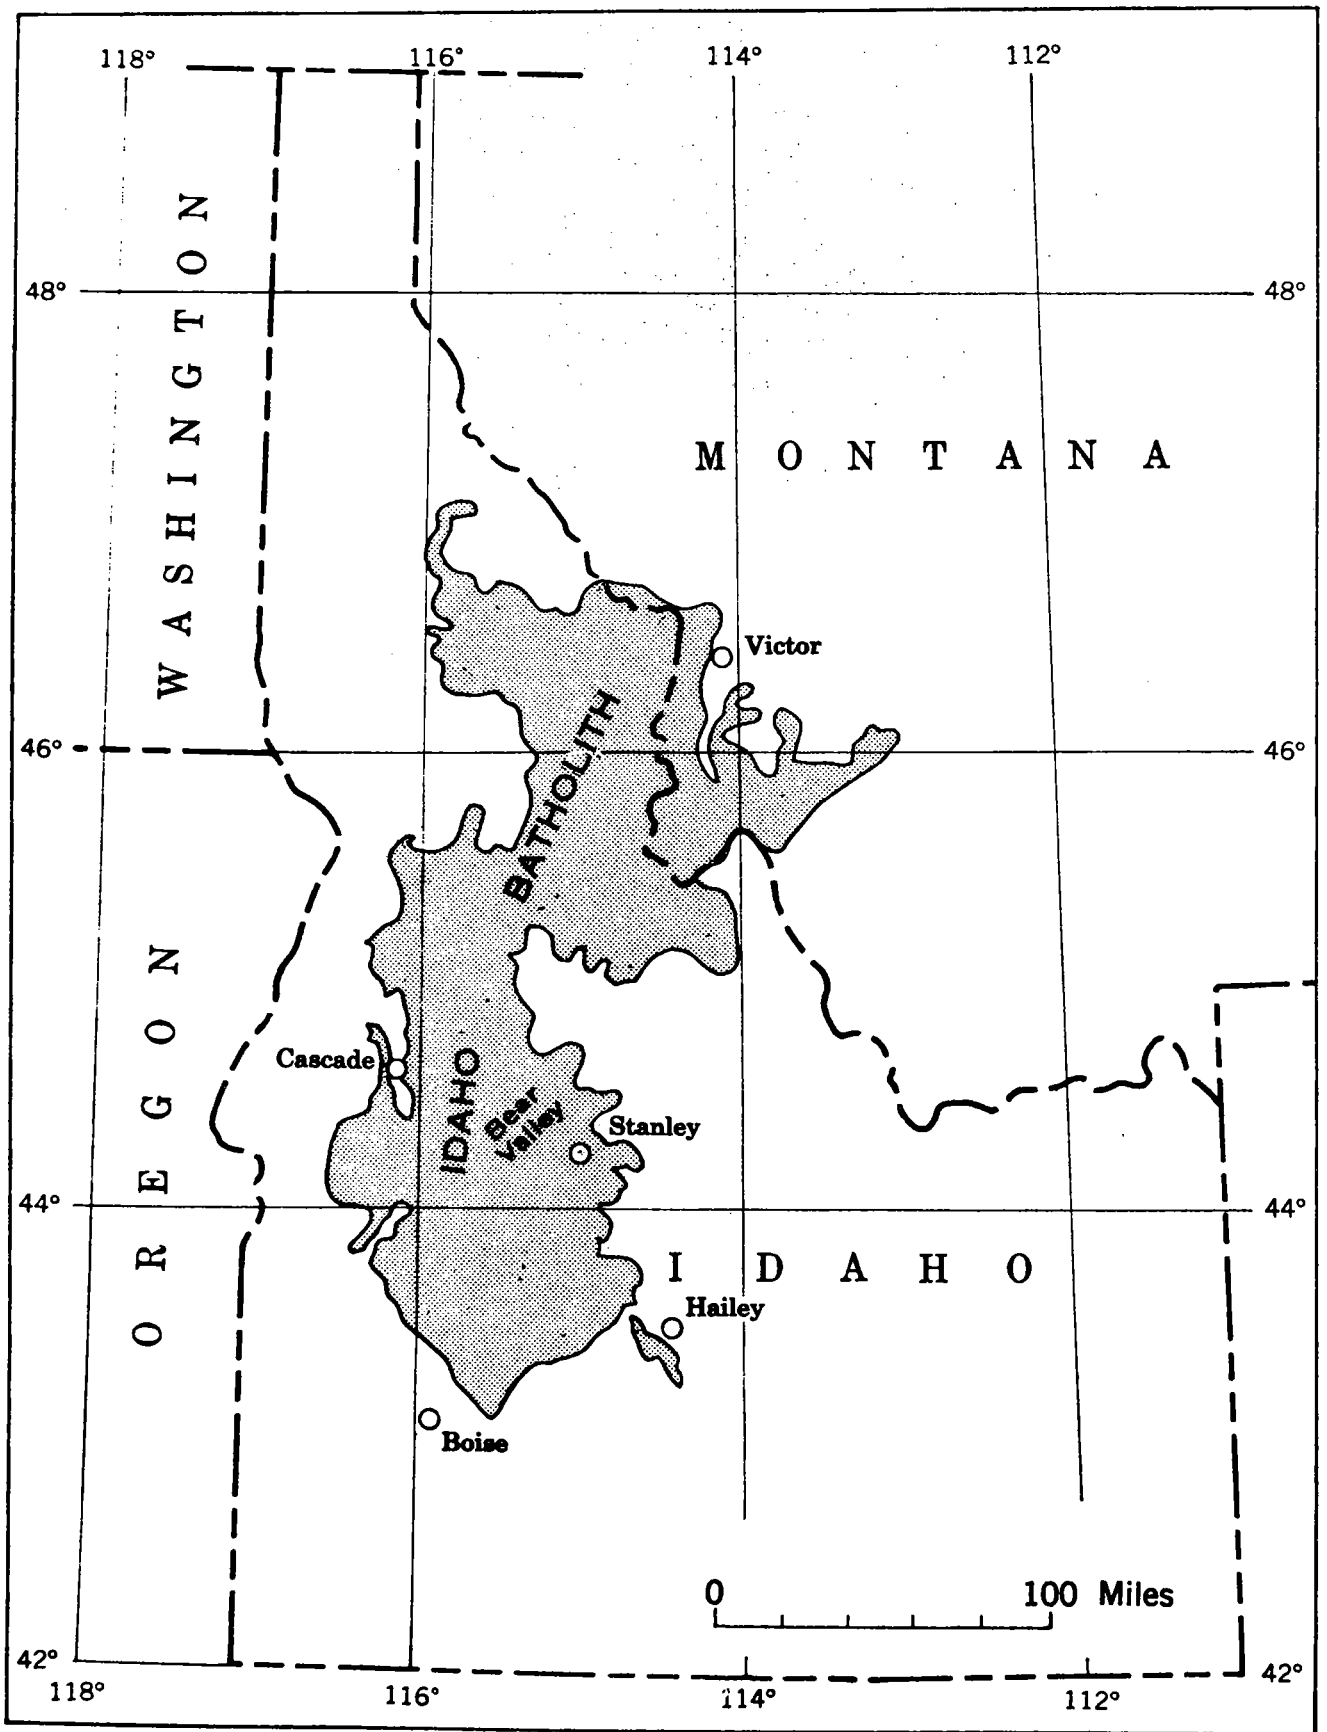 118° 116° 114° 112°
WASHINGTON
48° 48°
MONTANA
Victor
46° 46°
BATHOLITH
OREGON
Cascade
IDAHO
Bear
Valley
Stanley
44° 44°
IDAHO
Hailey
Boise
0 100 Miles
42° 42°
118° 116° 114° 112°